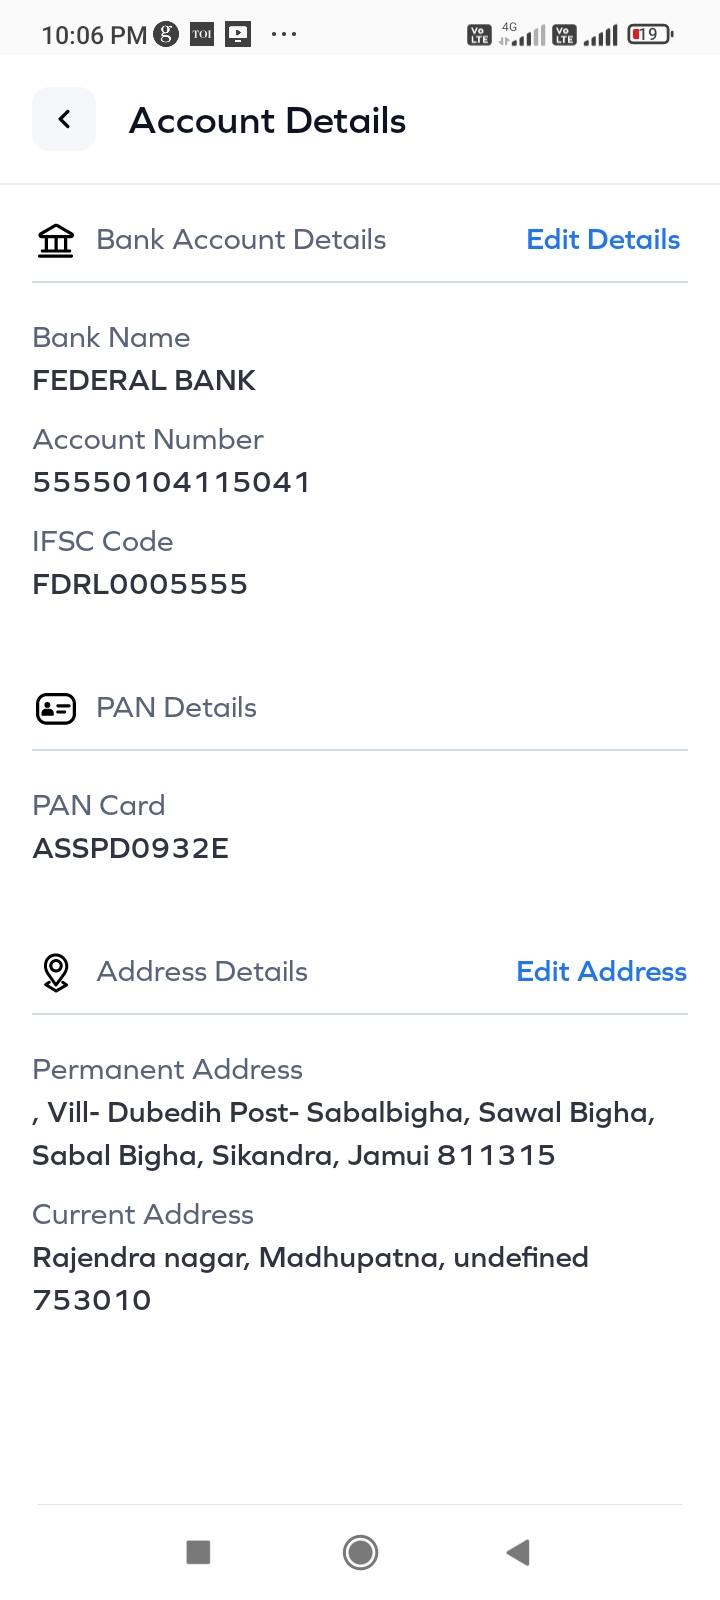 10:06 PM g TOI ... Vo LTE 4G Vo LTE 19
Account Details
Bank Account Details Edit Details
Bank Name
FEDERAL BANK
Account Number
55550104115041
IFSC Code
FDRL0005555
PAN Details
PAN Card
ASSPD0932E
Address Details Edit Address
Permanent Address
, Vill- Dubedih Post- Sabalbigha, Sawal Bigha,
Sabal Bigha, Sikandra, Jamui 811315
Current Address
Rajendra nagar, Madhupatna, undefined
753010